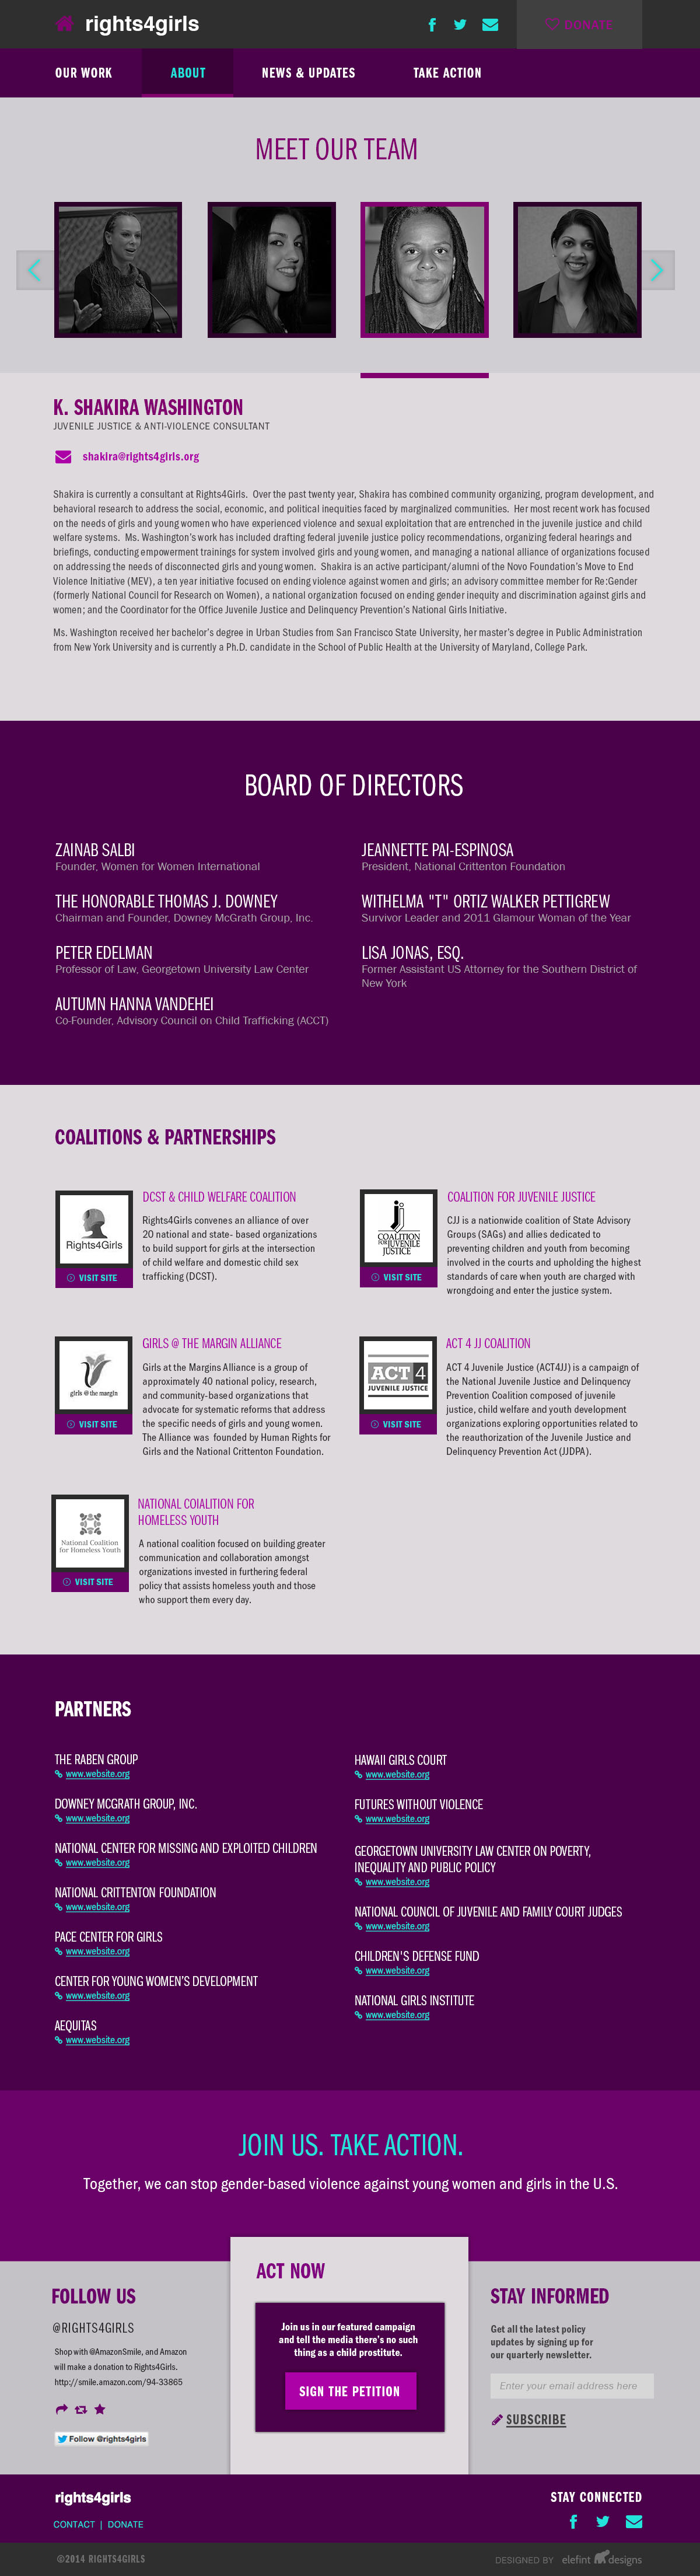 rights4girls
DONATE
OUR WORK
ABOUT
NEWS & UPDATES
TAKE ACTION
MEET OUR TEAM
K. SHAKIRA WASHINGTON
JUVENILE JUSTICE & ANTI-VIOLENCE CONSULTANT
shakira@rights4girls.org
Shakira is currently a consultant at Rights4Girls. Over the past twenty year, Shakira has combined community organizing, program development, and
behavioral research to address the social, economic, and political inequities faced by marginalized communities. Her most recent work has focused
on the needs of girls and young women who have experienced violence and sexual exploitation that are entrenched in the juvenile justice and child
welfare systems. Ms. Washington's work has included drafting federal juvenile justice policy recommendations, organizing federal hearings and
briefings, conducting empowerment trainings for system involved girls and young women, and managing a national alliance of organizations focused
on addressing the needs of disconnected girls and young women. Shakira is an active participant/alumni of the Novo Foundation's Move to End
Violence Initiative (MEV), a ten year initiative focused on ending violence against women and girls; an advisory committee member for Re:Gender
(formerly National Council for Research on Women), a national organization focused on ending gender inequity and discrimination against girls and
women; and the Coordinator for the Office Juvenile Justice and Delinquency Prevention's National Girls Initiative.
Ms. Washington received her bachelor's degree in Urban Studies from San Francisco State University, her master's degree in Public Administration
from New York University and is currently a Ph.D. candidate in the School of Public Health at the University of Maryland, College Park.
BOARD OF DIRECTORS
ZAINAB SALBI
Founder, Women for Women International
THE HONORABLE THOMAS J. DOWNEY
Chairman and Founder, Downey McGrath Group, Inc.
PETER EDELMAN
Professor of Law, Georgetown University Law Center
AUTUMN HANNA VANDEHEI
Co-Founder, Advisory Council on Child Trafficking (ACCT)
JEANNETTE PAI-ESPINOSA
President, National Crittenton Foundation
WITHELMA "T" ORTIZ WALKER PETTIGREW
Survivor Leader and 2011 Glamour Woman of the Year
LISA JONAS, ESQ.
Former Assistant US Attorney for the Southern District of
New York
COALITIONS & PARTNERSHIPS
Rights4Girls
VISIT SITE
DCST & CHILD WELFARE COALITION
Rights4Girls convenes an alliance of over
20 national and state- based organizations
to build support for girls at the intersection
of child welfare and domestic child sex
trafficking (DCST).
COALITION
FOR JUVENILE
JUSTICE
VISIT SITE
COALITION FOR JUVENILE JUSTICE
CJJ is a nationwide coalition of State Advisory
Groups (SAGs) and allies dedicated to
preventing children and youth from becoming
involved in the courts and upholding the highest
standards of care when youth are charged with
wrongdoing and enter the justice system.
girls @ the margin
VISIT SITE
GIRLS @ THE MARGIN ALLIANCE
Girls at the Margins Alliance is a group of
approximately 40 national policy, research,
and community-based organizations that
advocate for systematic reforms that address
the specific needs of girls and young women.
The Alliance was founded by Human Rights for
Girls and the National Crittenton Foundation.
ACT 4
JUVENILE JUSTICE
VISIT SITE
ACT 4 JJ COALITION
ACT 4 Juvenile Justice (ACT4JJ) is a campaign of
the National Juvenile Justice and Delinquency
Prevention Coalition composed of juvenile
justice, child welfare and youth development
organizations exploring opportunities related to
the reauthorization of the Juvenile Justice and
Delinquency Prevention Act (JJDPA).
National Coalition
for Homeless Youth
VISIT SITE
NATIONAL COIALITION FOR
HOMELESS YOUTH
A national coalition focused on building greater
communication and collaboration amongst
organizations invested in furthering federal
policy that assists homeless youth and those
who support them every day.
PARTNERS
THE RABEN GROUP
www.website.org
DOWNEY MCGRATH GROUP, INC.
www.website.org
NATIONAL CENTER FOR MISSING AND EXPLOITED CHILDREN
www.website.org
NATIONAL CRITTENTON FOUNDATION
www.website.org
PACE CENTER FOR GIRLS
www.website.org
CENTER FOR YOUNG WOMEN'S DEVELOPMENT
www.website.org
AEQUITAS
www.website.org
HAWAII GIRLS COURT
www.website.org
FUTURES WITHOUT VIOLENCE
www.website.org
GEORGETOWN UNIVERSITY LAW CENTER ON POVERTY,
INEQUALITY AND PUBLIC POLICY
www.website.org
NATIONAL COUNCIL OF JUVENILE AND FAMILY COURT JUDGES
www.website.org
CHILDREN'S DEFENSE FUND
www.website.org
NATIONAL GIRLS INSTITUTE
www.website.org
JOIN US. TAKE ACTION.
Together, we can stop gender-based violence against young women and girls in the U.S.
FOLLOW US
@RIGHTS4GIRLS
Shop with @AmazonSmile, and Amazon
will make a donation to Rights4Girls.
http://smile.amazon.com/94-33865
Follow @rights4girls
ACT NOW
Join us in our featured campaign
and tell the media there's no such
thing as a child prostitute.
SIGN THE PETITION
STAY INFORMED
Get all the latest policy
updates by signing up for
our quarterly newsletter.
Enter your email address here
SUBSCRIBE
rights4girls
CONTACT | DONATE
STAY CONNECTED
©2014 RIGHTS4GIRLS
DESIGNED BY elefint designs